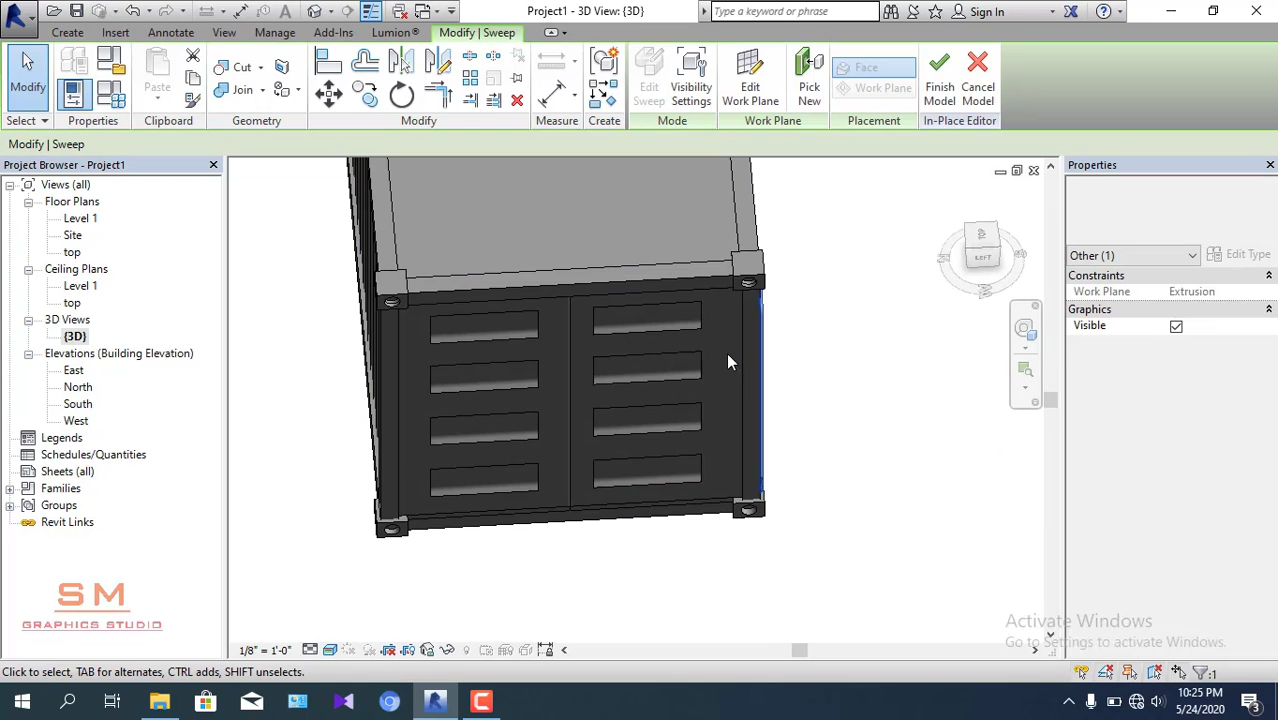 Project1 - 3D View: {3D}
Type a keyword or phrase
Sign In
Create
Insert
Annotate
View
Manage
Add-Ins
Lumion®
Modify | Sweep
Modify
Paste
Cut
Join
Edit Sweep
Visibility Settings
Edit Work Plane
Pick New
Face
Work Plane
Finish Model
Cancel Model
Select
Properties
Clipboard
Geometry
Modify
Measure
Create
Mode
Work Plane
Placement
In-Place Editor
Modify | Sweep
Project Browser - Project1
Views (all)
Floor Plans
Level 1
Site
top
Ceiling Plans
Level 1
top
3D Views
{3D}
Elevations (Building Elevation)
East
North
South
West
Legends
Schedules/Quantities
Sheets (all)
Families
Groups
Revit Links
SM
GRAPHICS STUDIO
TOP
LEFT
Properties
Other (1)
Edit Type
Constraints
Work Plane
Extrusion
Graphics
Visible
Activate Windows
Go to Settings to activate Windows.
1/8" = 1'-0"
Click to select, TAB for alternates, CTRL adds, SHIFT unselects.
:1
10:25 PM
5/24/2020
3